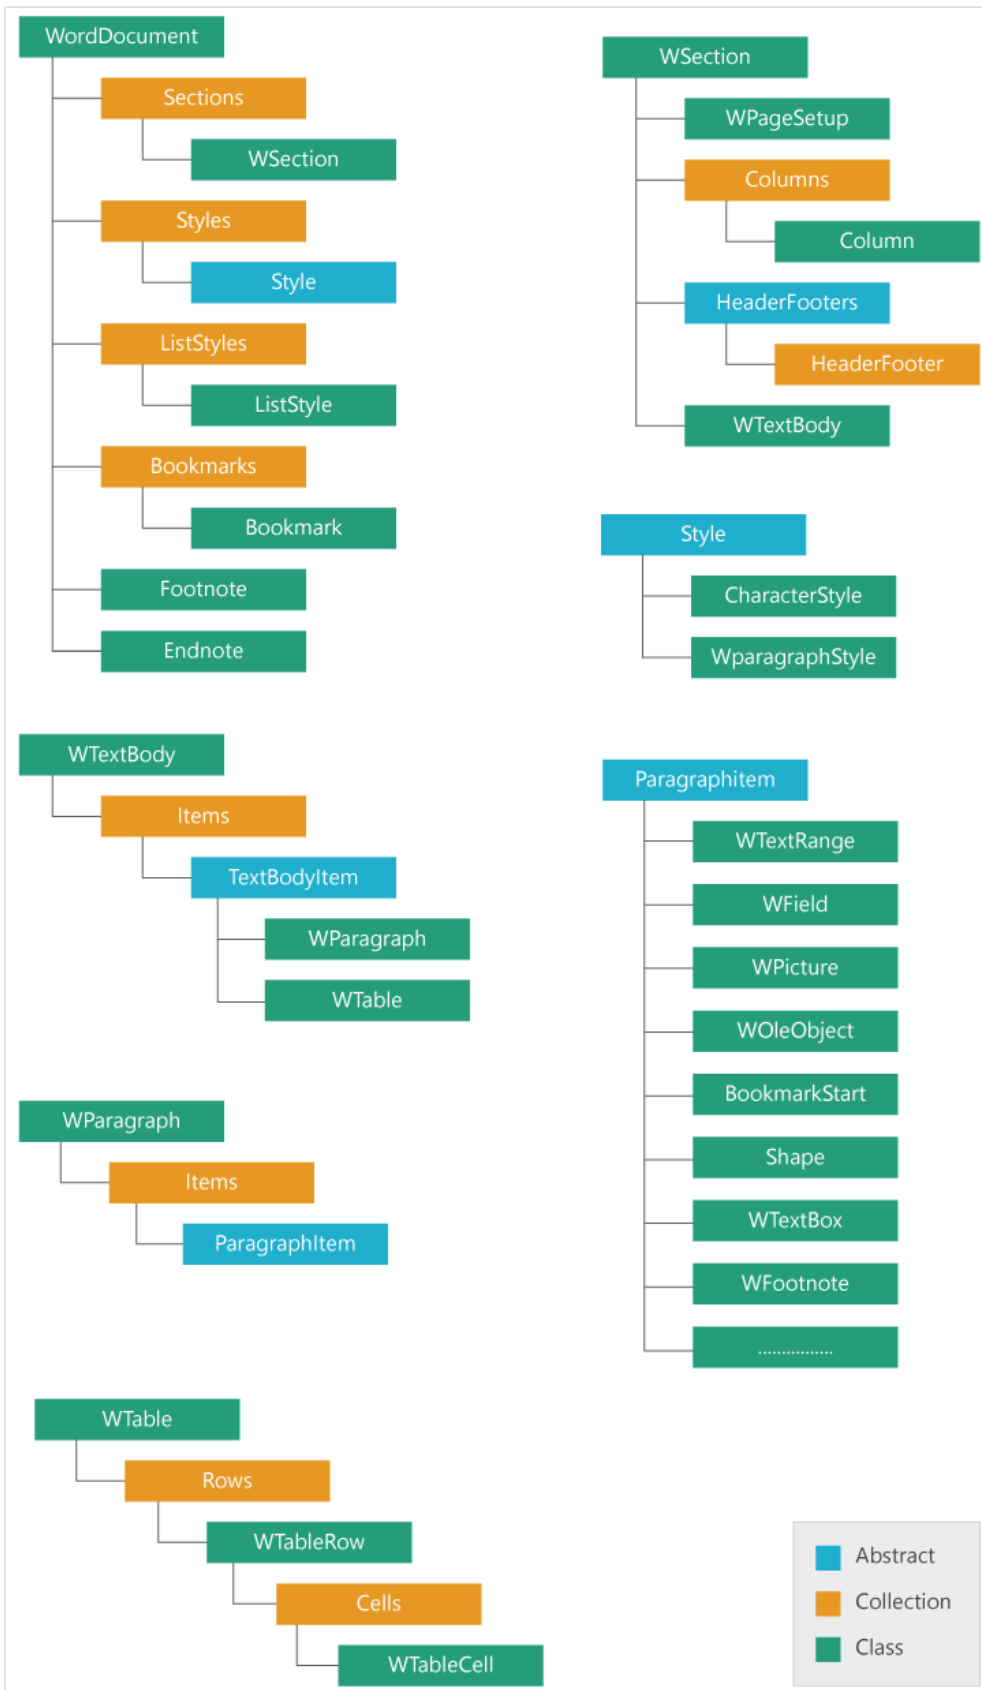 WordDocument
Sections
WSection
Styles
Style
ListStyles
ListStyle
Bookmarks
Bookmark
Footnote
Endnote
WSection
WPageSetup
Columns
Column
HeaderFooters
HeaderFooter
WTextBody
Style
CharacterStyle
WparagraphStyle
WTextBody
Items
TextBodyItem
WParagraph
WTable
Paragraphitem
WTextRange
WField
WPicture
WOleObject
BookmarkStart
Shape
WTextBox
WFootnote
................
WParagraph
Items
ParagraphItem
WTable
Rows
WTableRow
Cells
WTableCell
Abstract
Collection
Class